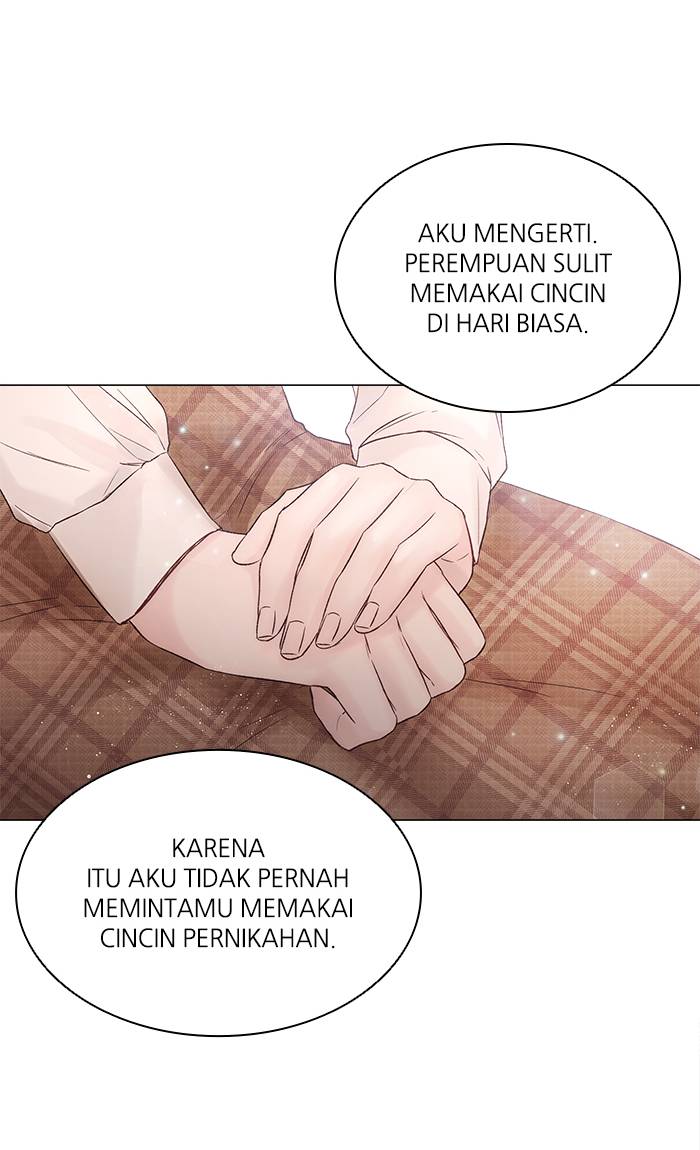 AKU MENGERTI.
PEREMPUAN SULIT
MEMAKAI CINCIN
DI HARI BIASA.
KARENA
ITU AKU TIDAK PERNAH
MEMINTAMU MEMAKAI
CINCIN PERNIKAHAN.